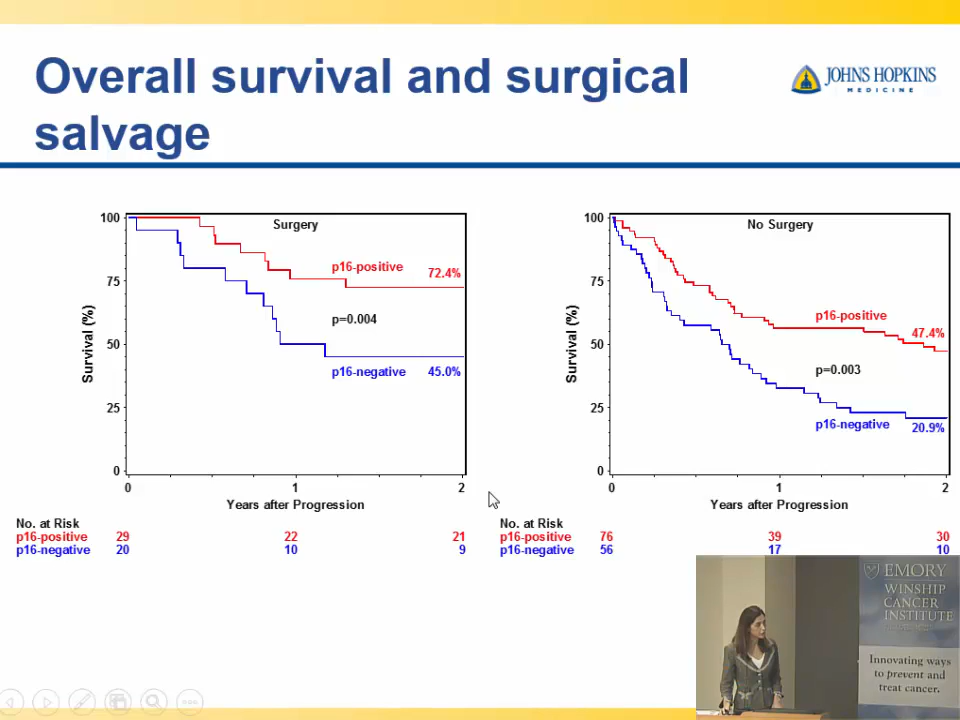 Overall survival and surgical
salvage
JOHNS HOPKINS
MEDICINE
100
75
50
25
0
Survival (%)
Surgery
p16-positive
72.4%
p=0.004
p16-negative 45.0%
0 1 2
Years after Progression
No. at Risk
p16-positive 29 22 21
p16-negative 20 10 9
100
75
50
25
0
Survival (%)
No Surgery
p16-positive
47.4%
p=0.003
p16-negative
20.9%
0 1 2
Years after Progression
No. at Risk
p16-positive 76 39 30
p16-negative 56 17 10
EMORY
WINSHIP
CANCER
INSTITUTE
Innovating ways
to prevent and
treat cancer.